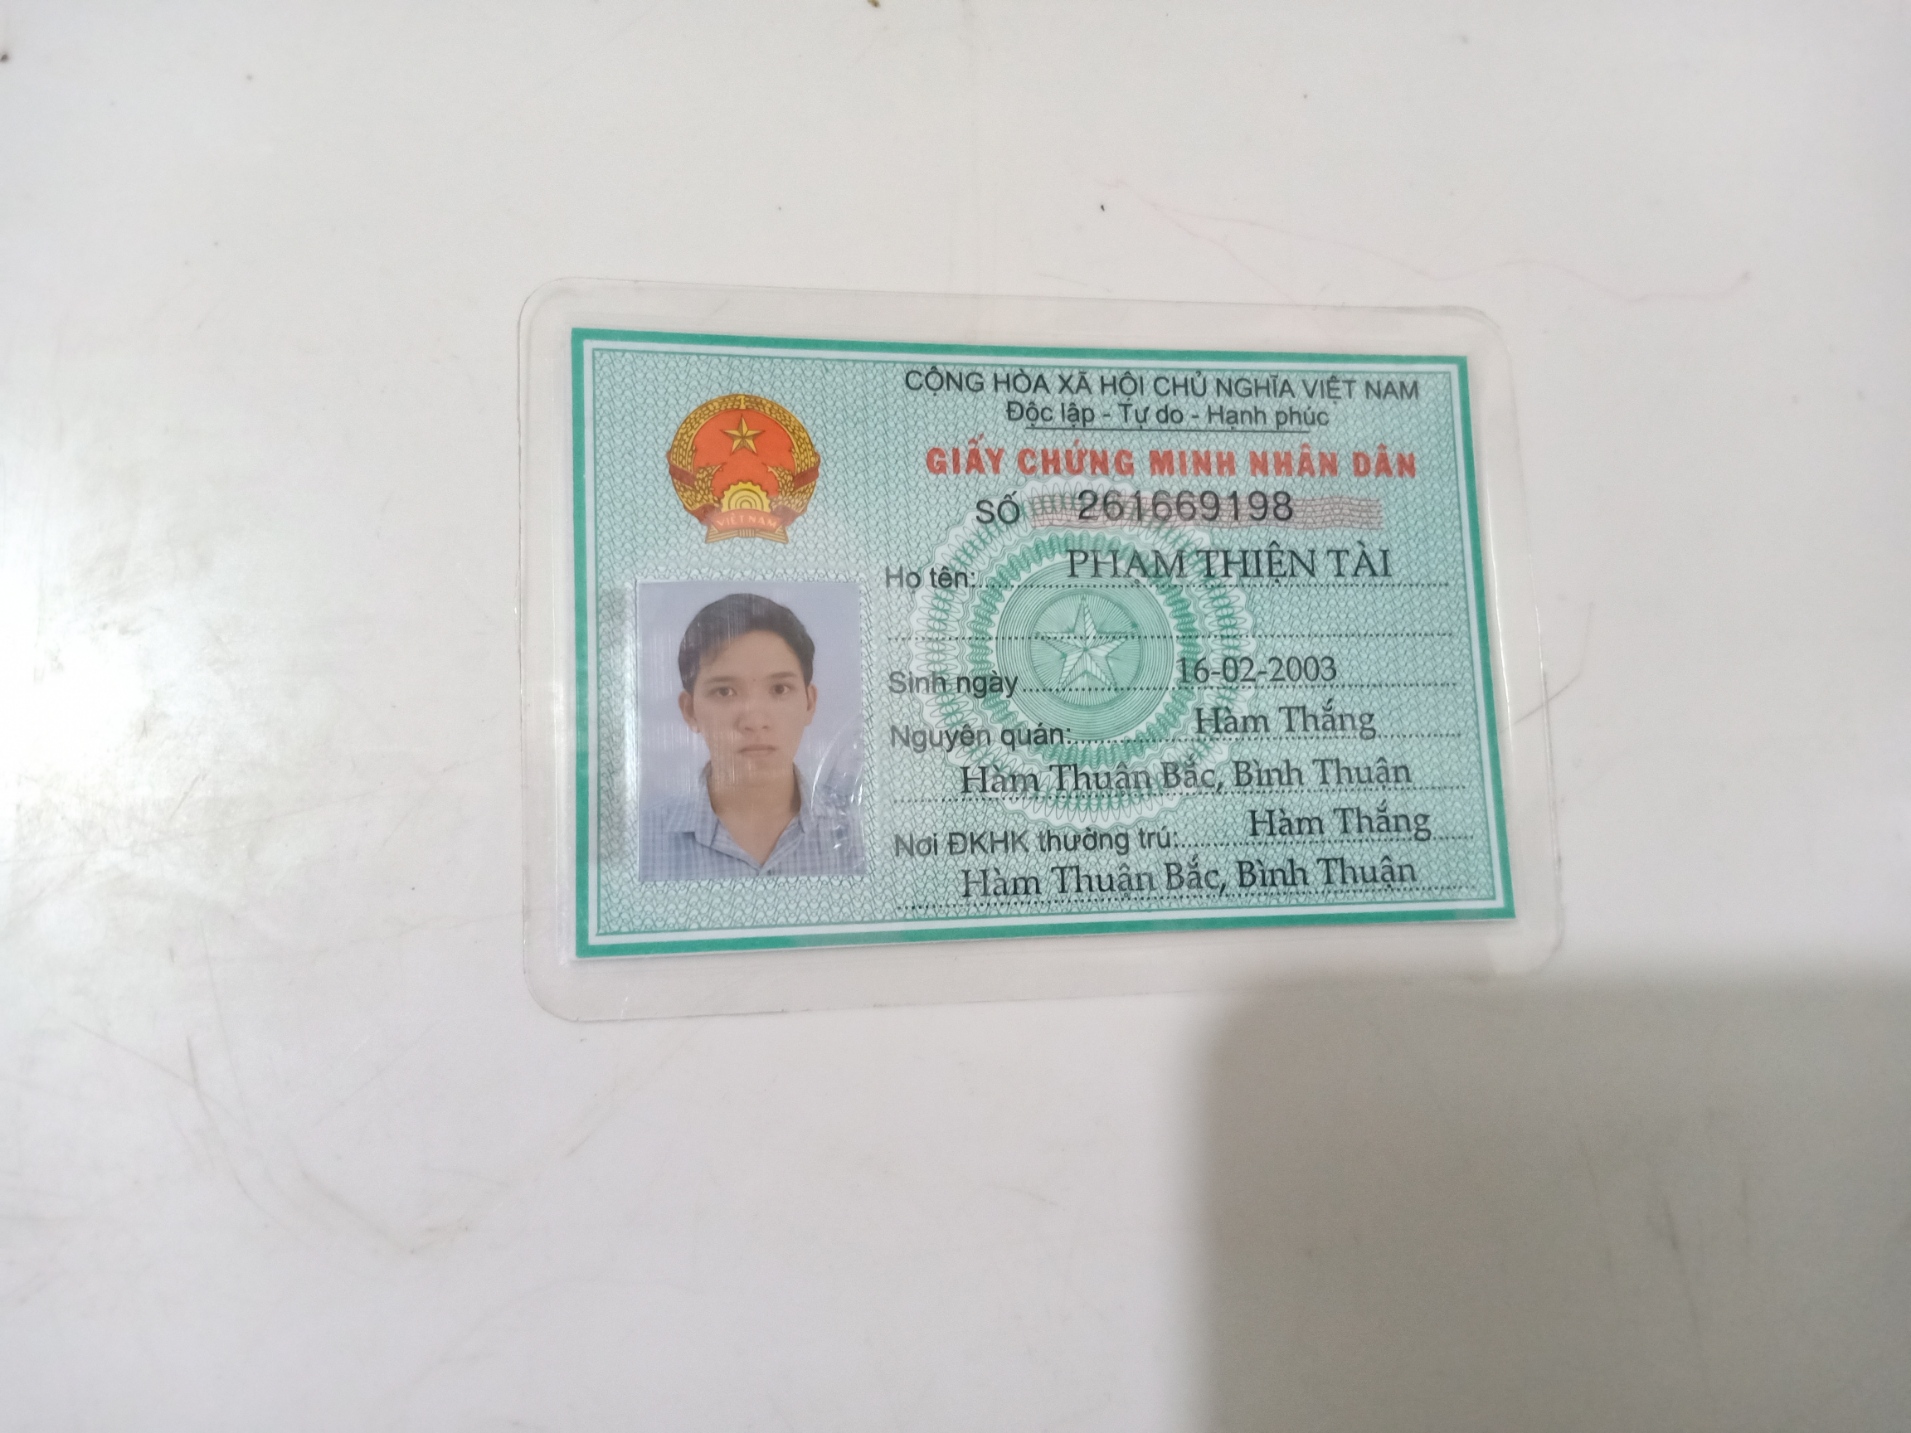 CỘNG HÒA XÃ HỘI CHỦ NGHĨA VIỆT NAM
Độc lập - Tự do - Hạnh phúc
GIẤY CHỨNG MINH NHÂN DÂN
SỐ 261669198
VIỆT NAM
Họ tên: PHẠM THIỆN TÀI
Sinh ngày 16-02-2003
Nguyên quán: Hàm Thắng
Hàm Thuận Bắc, Bình Thuận
Nơi ĐKHK thường trú: Hàm Thắng
Hàm Thuận Bắc, Bình Thuận